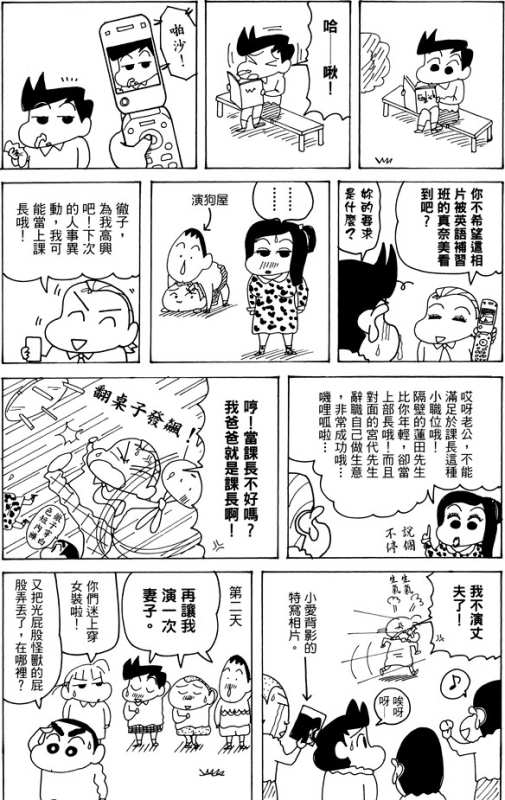 English
哈——啾！
啪沙！
你不希望這相
片被英語補習
班的真奈美看
到吧？
妳的要求
是什麼？
⋯⋯⋯
演狗屋
徹子，
為我高興
吧！下次
的人事異
動，我可
能當上課
長哦！
哎呀老公，不能
滿足於課長這種
小職位哦！
隔壁的蓮田先生
比你年輕，卻當
上部長哦！而且
對面的宮代先生
辭職自己做生意
，非常成功哦⋯
嘰哩呱啦⋯
說個
不停
哼！當課長不好嗎？
我爸爸就是課長啊！
翻桌子發飆！
我不演丈
夫了！
生氣
生氣
唉呀
呀
小愛背影的
特寫相片。
第二天
再讓我
演一次
妻子。
你們迷上穿
女裝啦！
又把光屁股怪獸的屁
股弄丟了，在哪裡？